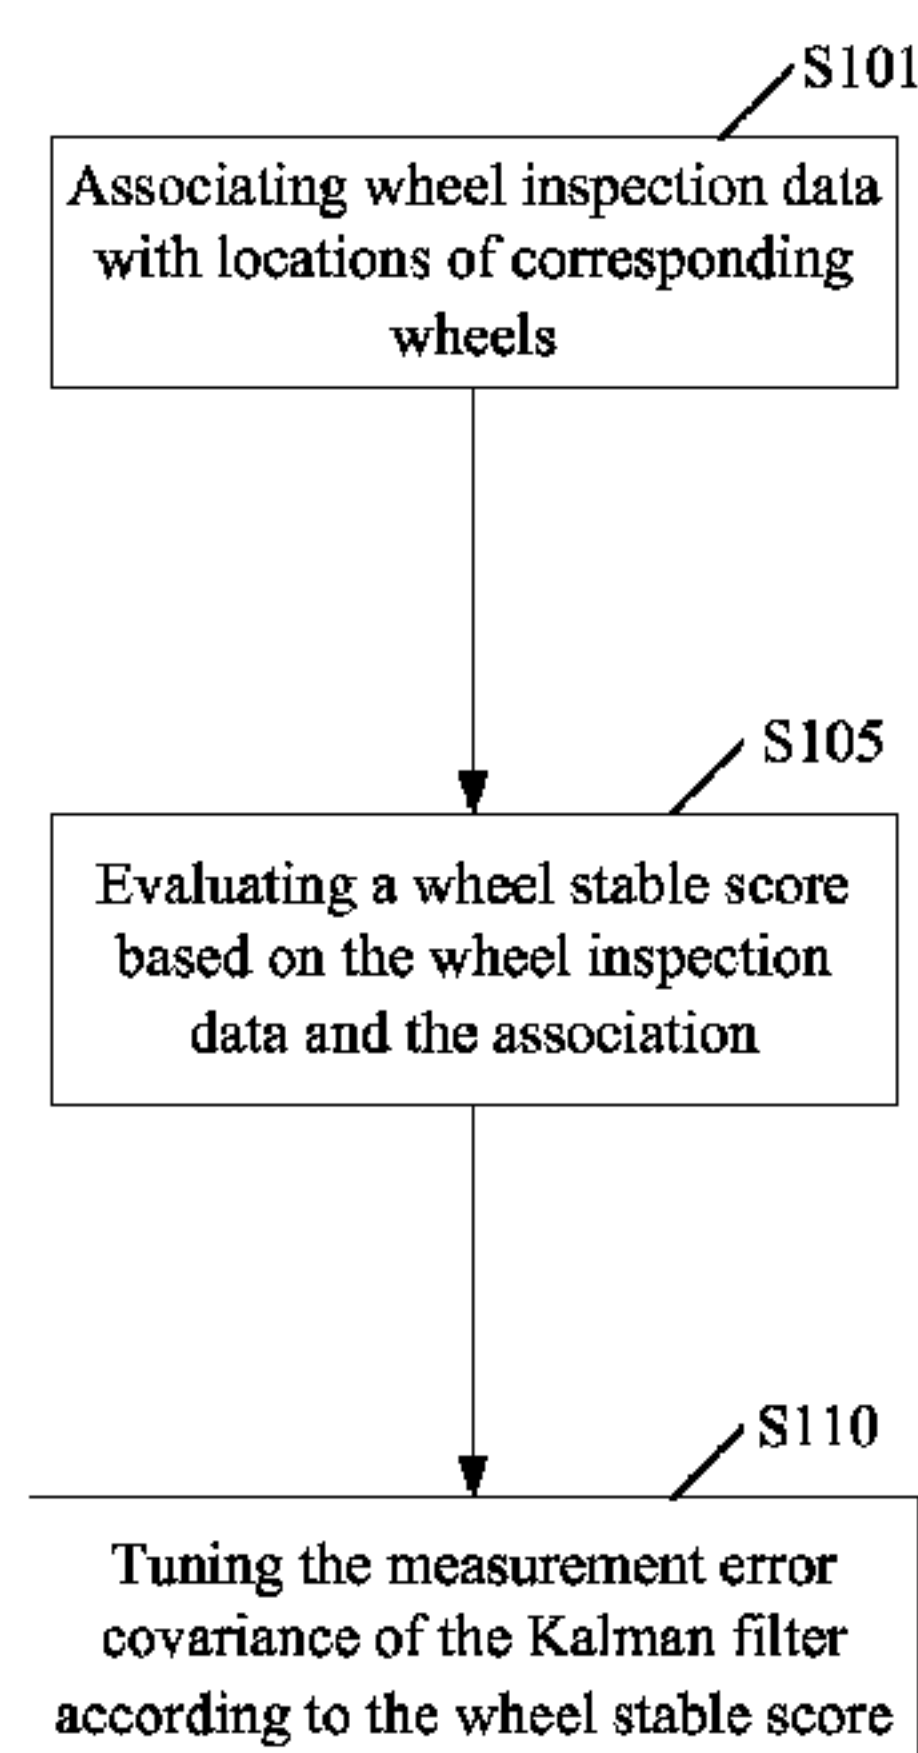 S101
Associating wheel inspection data
with locations of corresponding
wheels
S105
Evaluating a wheel stable score
based on the wheel inspection
data and the association
S110
Tuning the measurement error
covariance of the Kalman filter
according to the wheel stable score